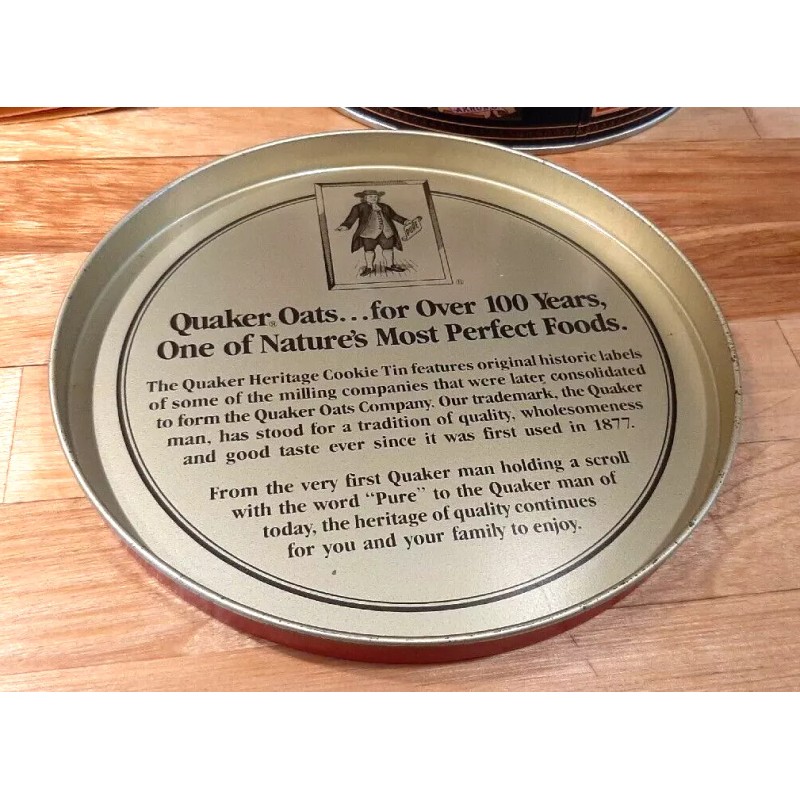 PURE
®
Quaker® Oats...for Over 100 Years,
One of Nature's Most Perfect Foods.
The Quaker Heritage Cookie Tin features original historic labels
of some of the milling companies that were later consolidated
to form the Quaker Oats Company. Our trademark, the Quaker
man, has stood for a tradition of quality, wholesomeness
and good taste ever since it was first used in 1877.
From the very first Quaker man holding a scroll
with the word "Pure" to the Quaker man of
today, the heritage of quality continues
for you and your family to enjoy.